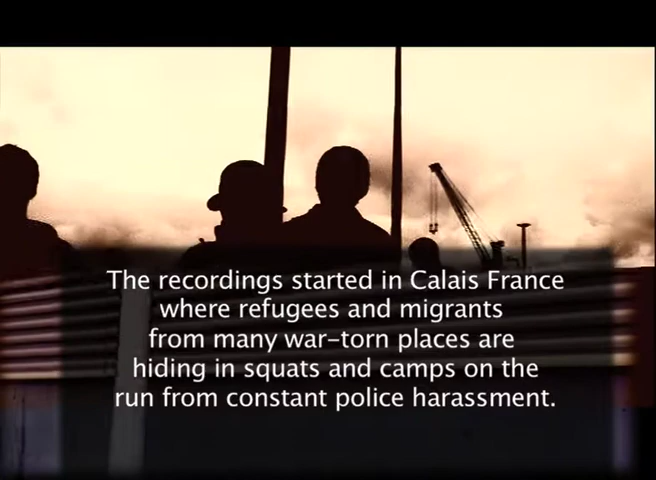 The recordings started in Calais France
where refugees and migrants
from many war-torn places are
hiding in squats and camps on the
run from constant police harassment.